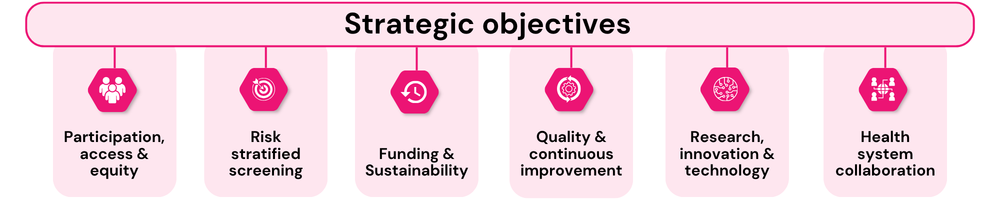 Strategic objectives
Participation,
access &
equity
Risk
stratified
screening
Funding &
Sustainability
Quality &
continuous
improvement
Research,
innovation &
technology
Health
system
collaboration